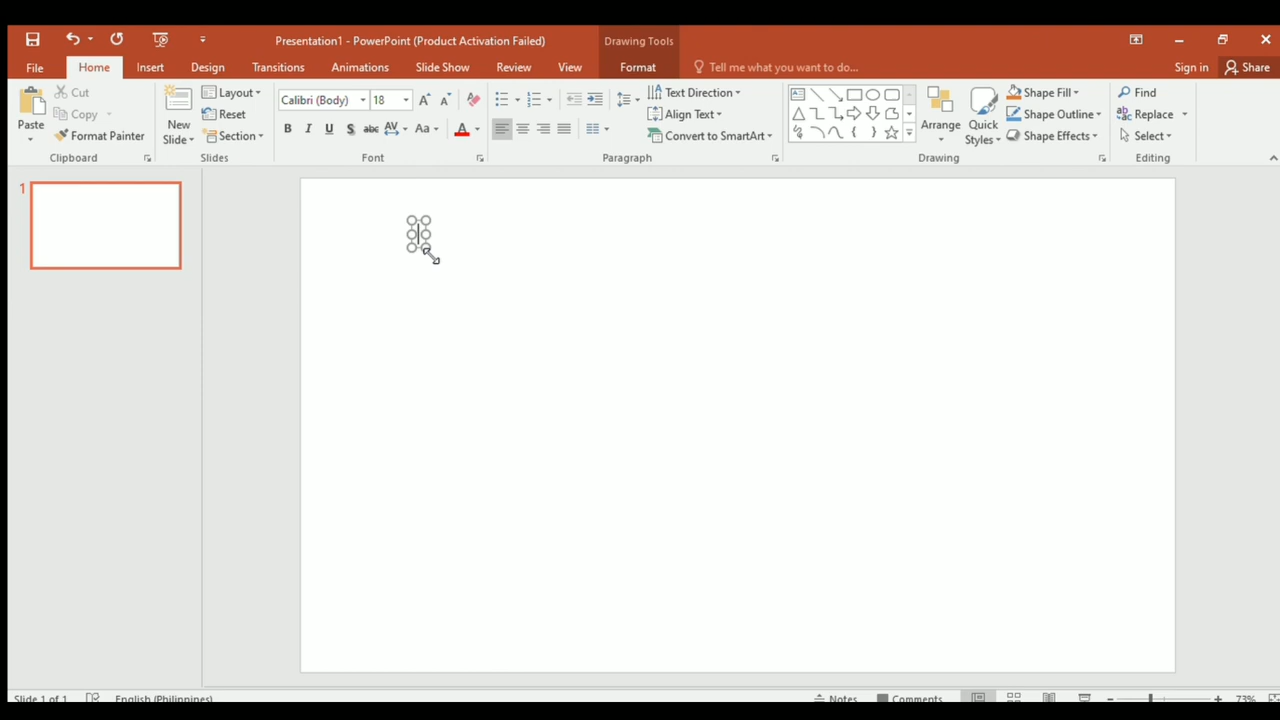 Presentation1 - PowerPoint (Product Activation Failed)
Drawing Tools
File
Home
Insert
Design
Transitions
Animations
Slide Show
Review
View
Format
Tell me what you want to do...
Sign in
Share
Paste
Cut
Copy
Format Painter
Clipboard
New
Slide
Layout
Reset
Section
Slides
Calibri (Body)
18
A
A
B
I
U
S
abc
AV
Aa
A
Font
Text Direction
Align Text
Convert to SmartArt
Paragraph
Arrange
Quick
Styles
Shape Fill
Shape Outline
Shape Effects
Drawing
Find
Replace
Select
Editing
1
Slide 1 of 1
English (Philippines)
Notes
Comments
73%